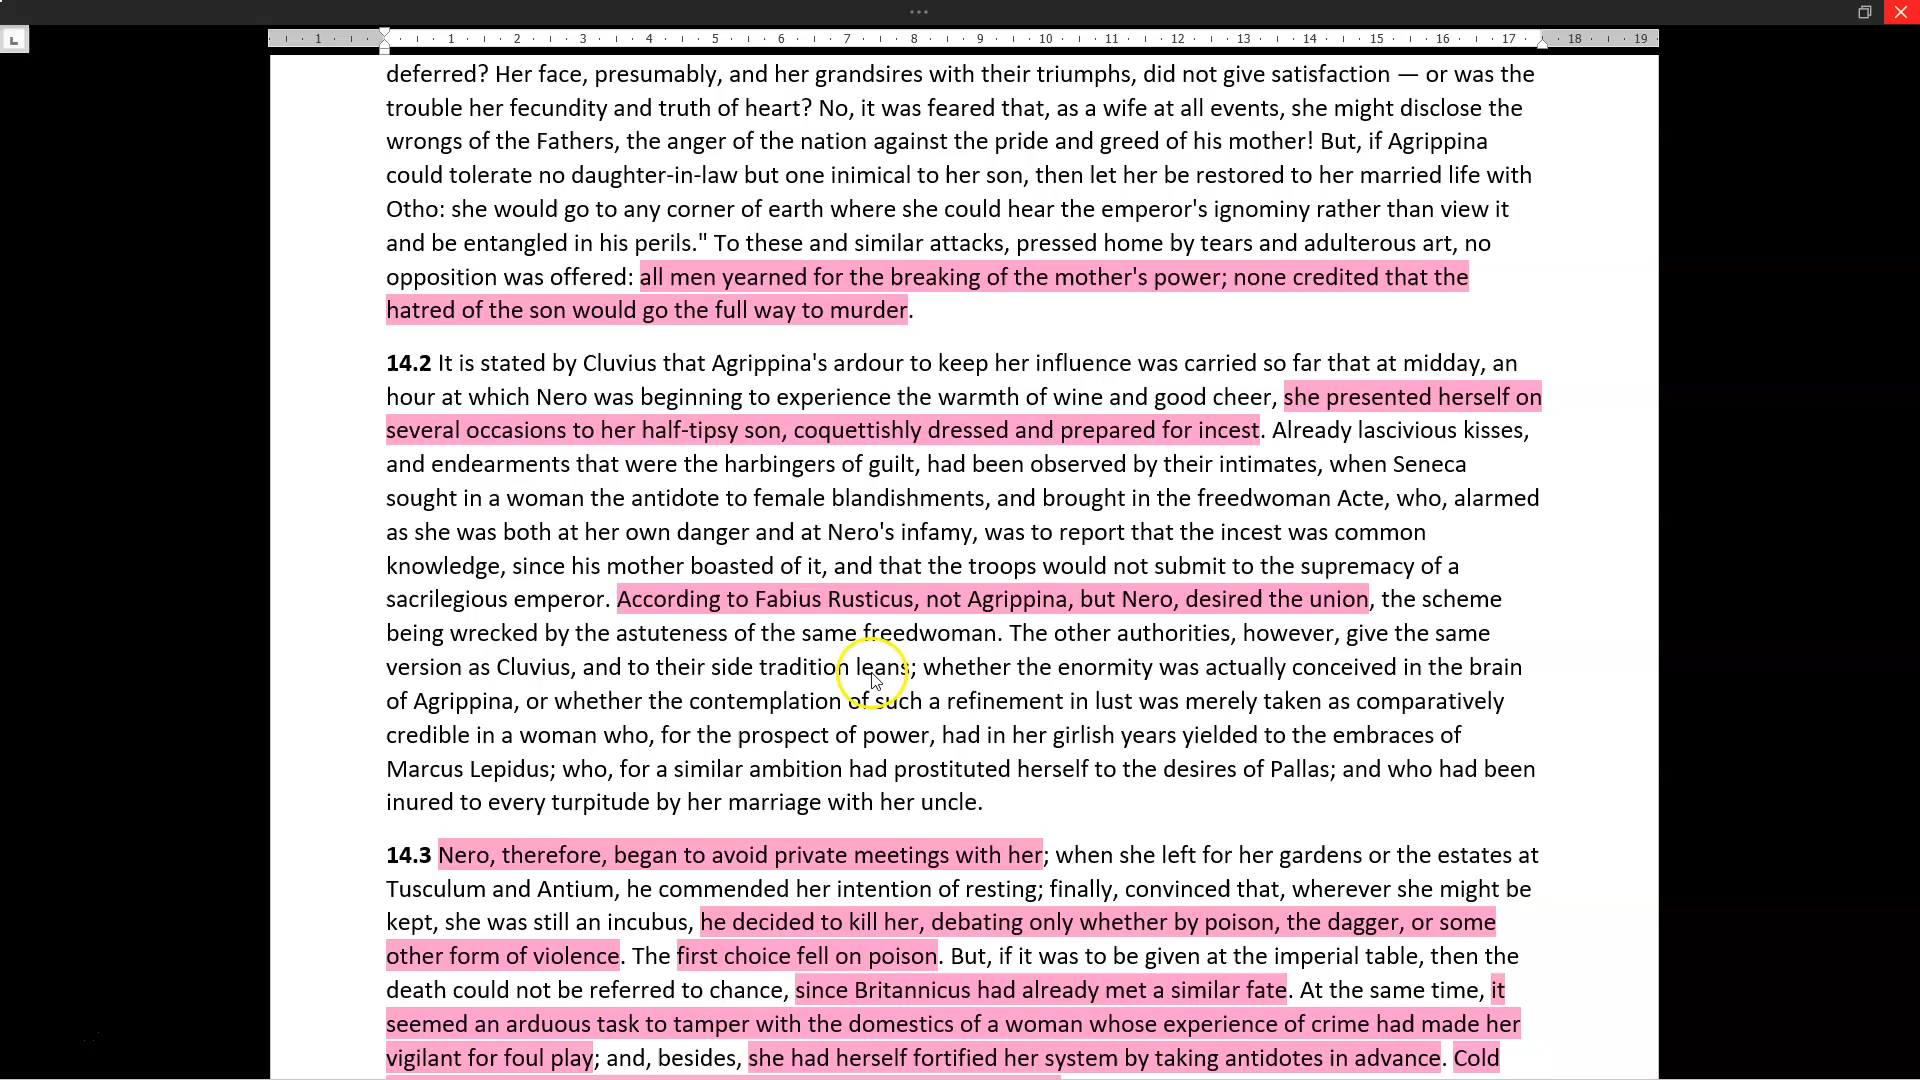 1 1 2 3 4 5 6 7 8 9 10 11 12 13 14 15 16 17 18 19
deferred? Her face, presumably, and her grandsires with their triumphs, did not give satisfaction — or was the
trouble her fecundity and truth of heart? No, it was feared that, as a wife at all events, she might disclose the
wrongs of the Fathers, the anger of the nation against the pride and greed of his mother! But, if Agrippina
could tolerate no daughter-in-law but one inimical to her son, then let her be restored to her married life with
Otho: she would go to any corner of earth where she could hear the emperor's ignominy rather than view it
and be entangled in his perils." To these and similar attacks, pressed home by tears and adulterous art, no
opposition was offered: all men yearned for the breaking of the mother's power; none credited that the
hatred of the son would go the full way to murder.
14.2 It is stated by Cluvius that Agrippina's ardour to keep her influence was carried so far that at midday, an
hour at which Nero was beginning to experience the warmth of wine and good cheer, she presented herself on
several occasions to her half-tipsy son, coquettishly dressed and prepared for incest. Already lascivious kisses,
and endearments that were the harbingers of guilt, had been observed by their intimates, when Seneca
sought in a woman the antidote to female blandishments, and brought in the freedwoman Acte, who, alarmed
as she was both at her own danger and at Nero's infamy, was to report that the incest was common
knowledge, since his mother boasted of it, and that the troops would not submit to the supremacy of a
sacrilegious emperor. According to Fabius Rusticus, not Agrippina, but Nero, desired the union, the scheme
being wrecked by the astuteness of the same freedwoman. The other authorities, however, give the same
version as Cluvius, and to their side tradition leans; whether the enormity was actually conceived in the brain
of Agrippina, or whether the contemplation of such a refinement in lust was merely taken as comparatively
credible in a woman who, for the prospect of power, had in her girlish years yielded to the embraces of
Marcus Lepidus; who, for a similar ambition had prostituted herself to the desires of Pallas; and who had been
inured to every turpitude by her marriage with her uncle.
14.3 Nero, therefore, began to avoid private meetings with her; when she left for her gardens or the estates at
Tusculum and Antium, he commended her intention of resting; finally, convinced that, wherever she might be
kept, she was still an incubus, he decided to kill her, debating only whether by poison, the dagger, or some
other form of violence. The first choice fell on poison. But, if it was to be given at the imperial table, then the
death could not be referred to chance, since Britannicus had already met a similar fate. At the same time, it
seemed an arduous task to tamper with the domestics of a woman whose experience of crime had made her
vigilant for foul play; and, besides, she had herself fortified her system by taking antidotes in advance. Cold